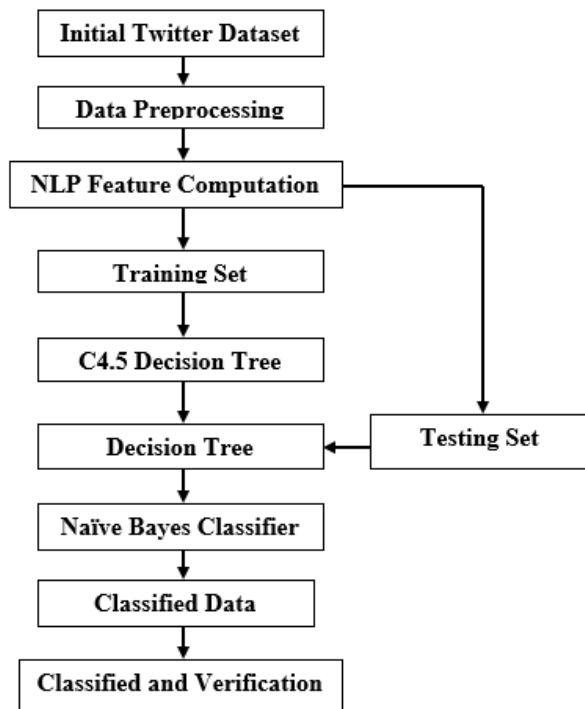 Initial Twitter Dataset
Data Preprocessing
NLP Feature Computation
Training Set
C4.5 Decision Tree
Testing Set
Decision Tree
Naïve Bayes Classifier
Classified Data
Classified and Verification